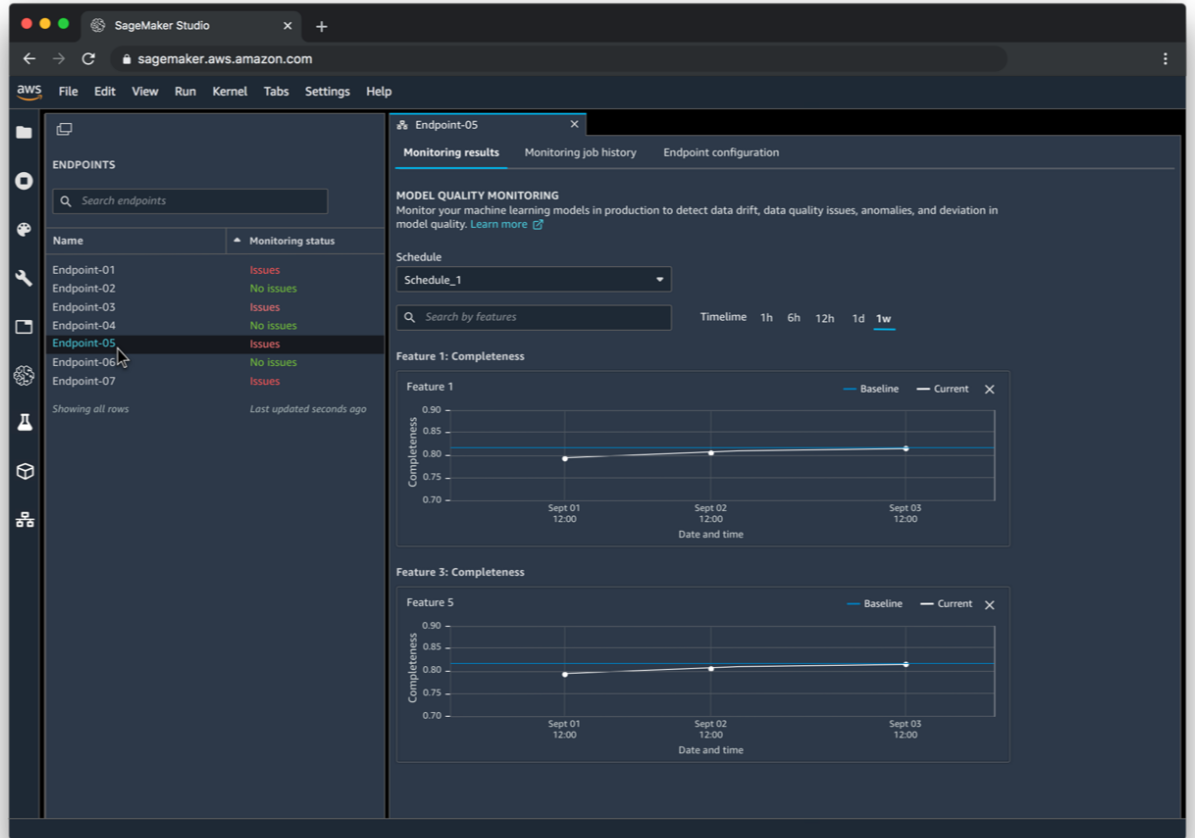 SageMaker Studio
sagemaker.aws.amazon.com
aws File Edit View Run Kernel Tabs Settings Help
ENDPOINTS
Search endpoints
Name Monitoring status
Endpoint-01 Issues
Endpoint-02 No issues
Endpoint-03 Issues
Endpoint-04 No issues
Endpoint-05 Issues
Endpoint-06 No issues
Endpoint-07 Issues
Showing all rows Last updated seconds ago
Endpoint-05
Monitoring results Monitoring job history Endpoint configuration
MODEL QUALITY MONITORING
Monitor your machine learning models in production to detect data drift, data quality issues, anomalies, and deviation in
model quality. Learn more
Schedule
Schedule_1
Search by features
Timelime 1h 6h 12h 1d 1w
Feature 1: Completeness
Feature 1 Baseline Current
Completeness
0.90
0.85
0.80
0.75
0.70
Sept 01 Sept 02 Sept 03
12:00 12:00 12:00
Date and time
Feature 3: Completeness
Feature 5 Baseline Current
Completeness
0.90
0.85
0.80
0.75
0.70
Sept 01 Sept 02 Sept 03
12:00 12:00 12:00
Date and time